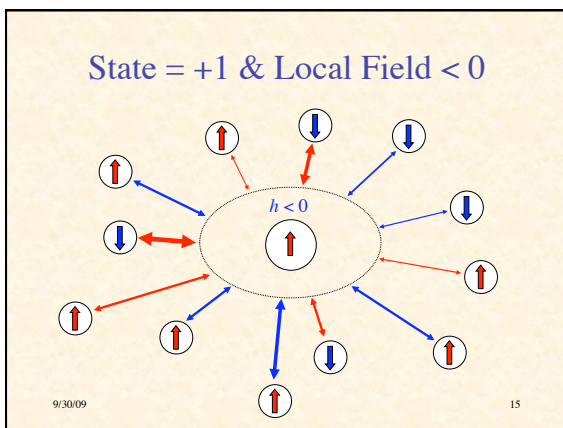 State = +1 & Local Field < 0
h < 0
9/30/09
15